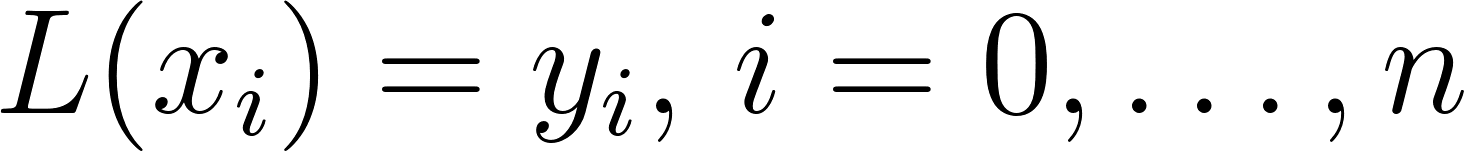 L(x_i) = y_i, i = 0, . . . , n